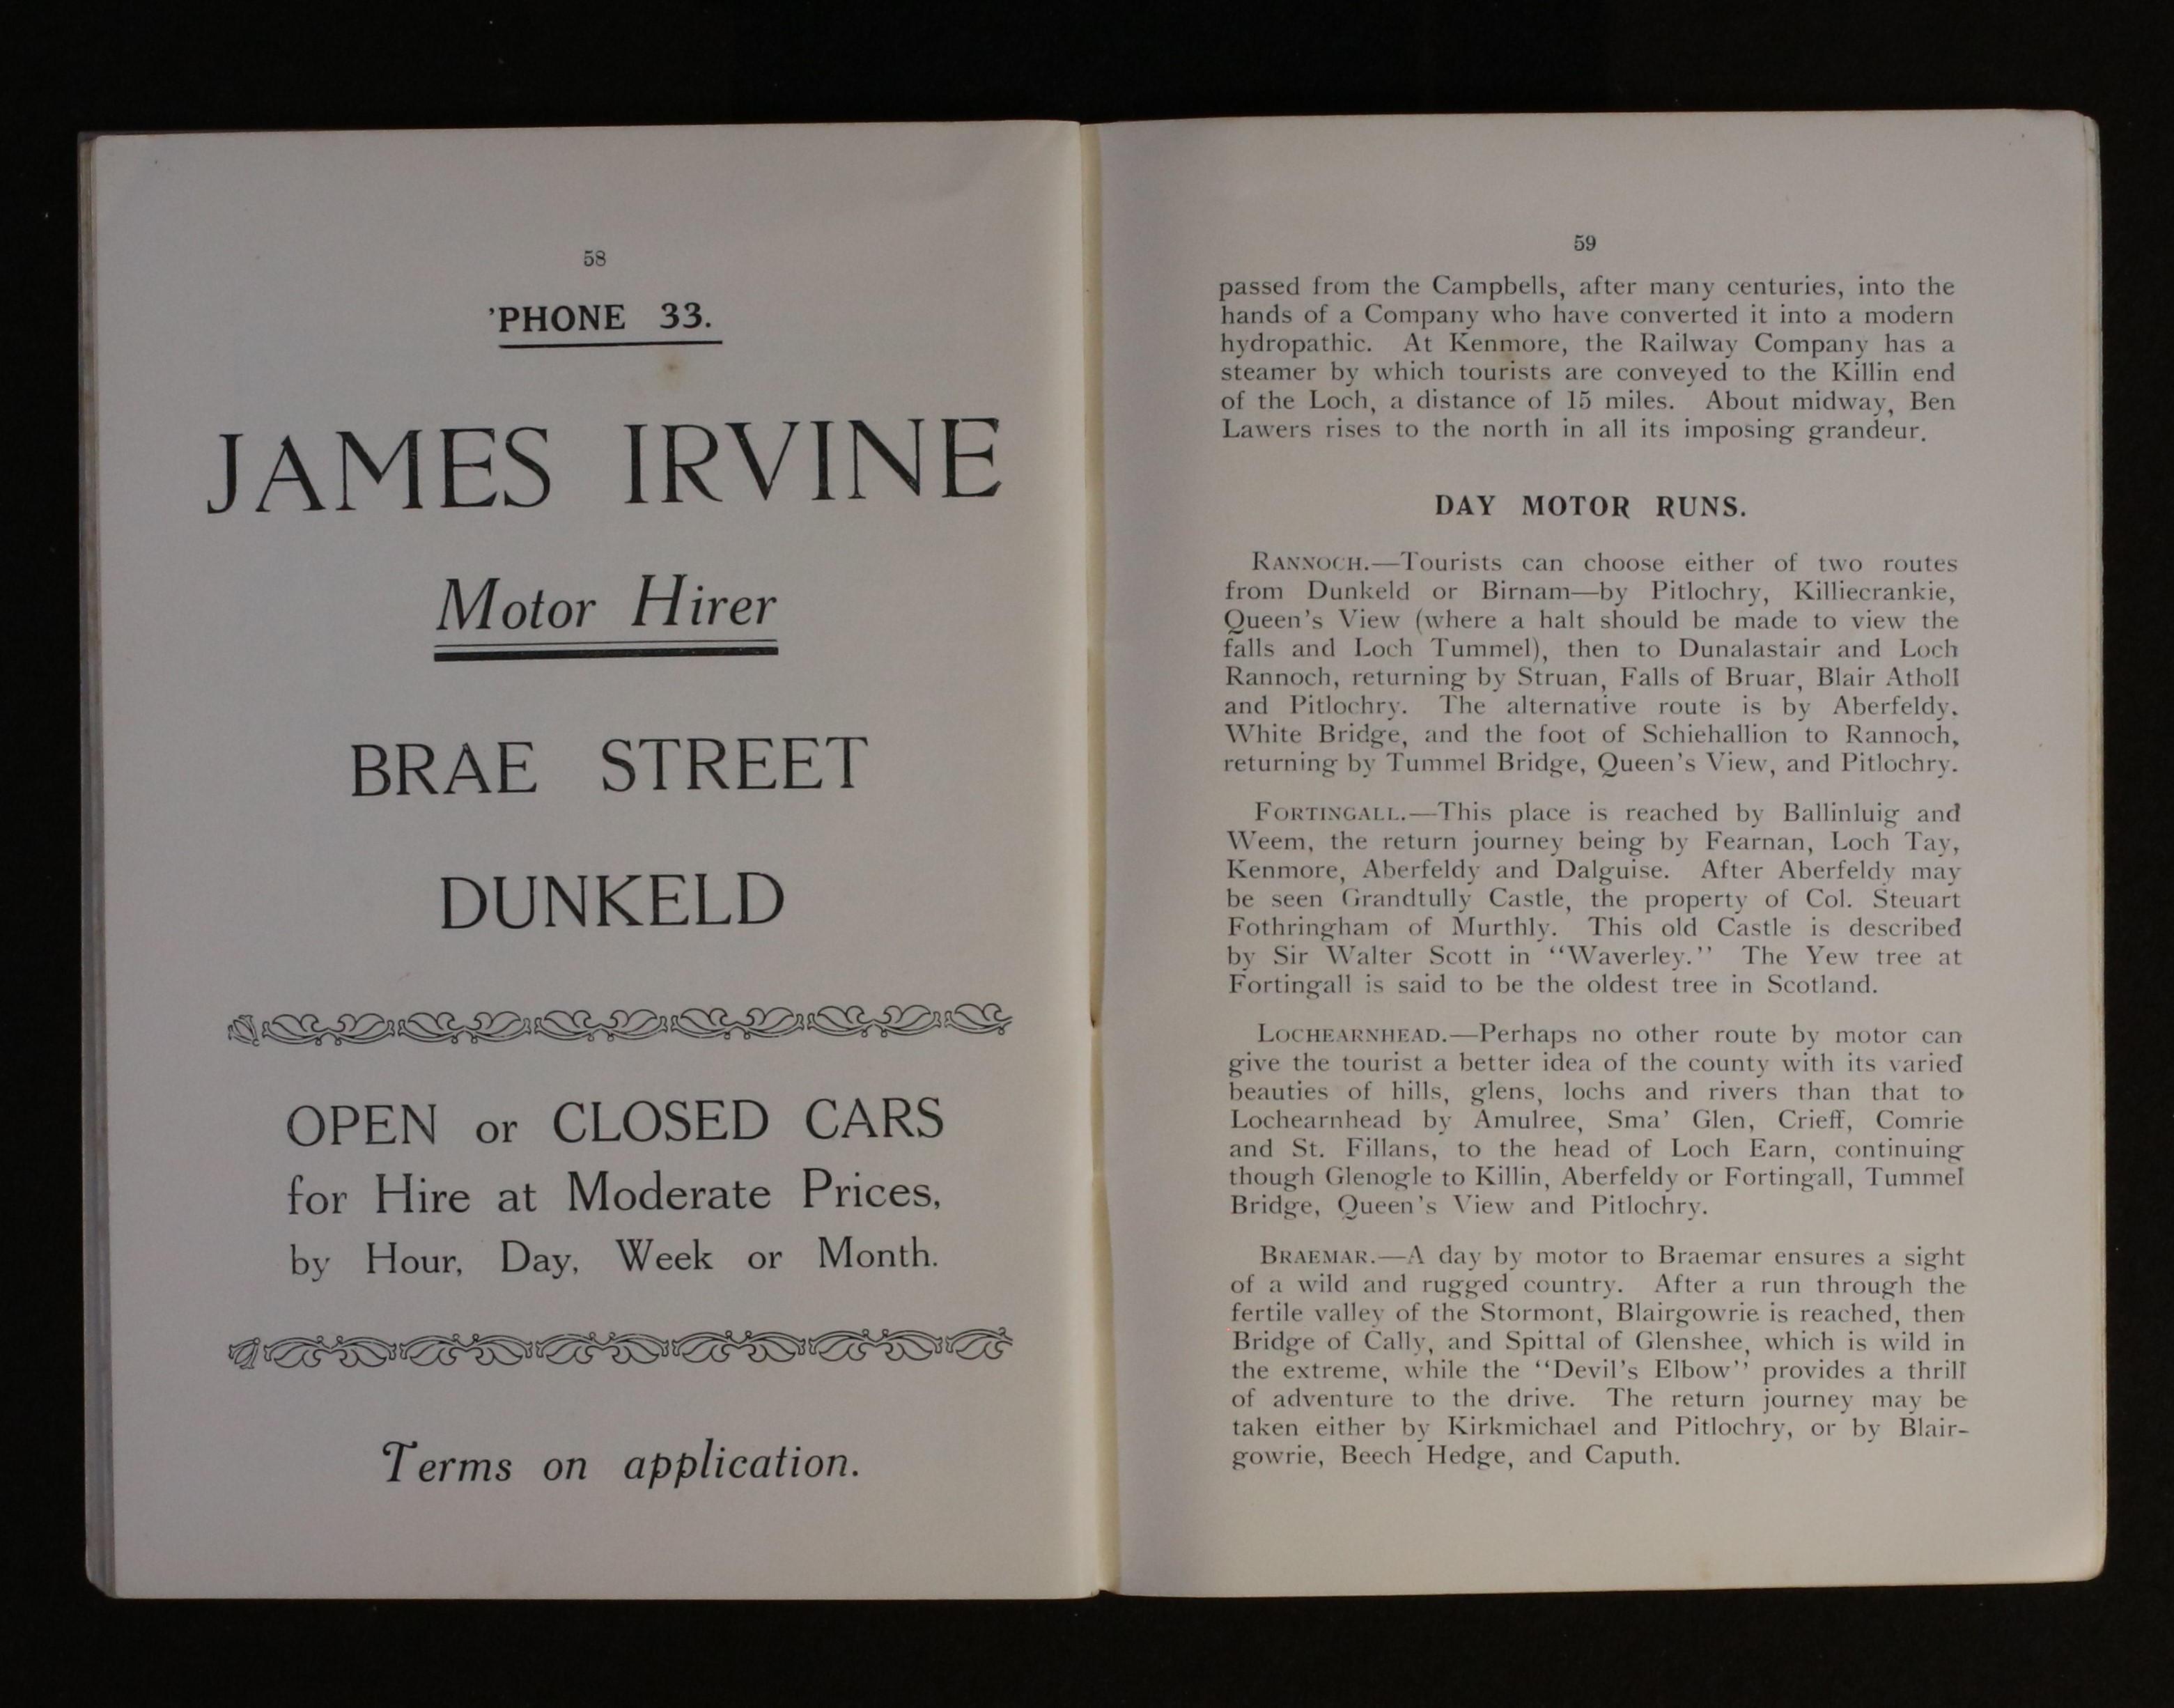 58
'PHONE 33.
JAMES IRVINE
Motor Hirer
BRAE STREET
DUNKELD
OPEN or CLOSED CARS
for Hire at Moderate Prices,
by Hour, Day, Week or Month.
Terms on application.
59
passed from the Campbells, after many centuries, into the
hands of a Company who have converted it into a modern
hydropathic. At Kenmore, the Railway Company has a
steamer by which tourists are conveyed to the Killin end
of the Loch, a distance of 15 miles. About midway, Ben
Lawers rises to the north in all its imposing grandeur.
DAY MOTOR RUNS.
RANNOCH.—Tourists can choose either of two routes
from Dunkeld or Birnam—by Pitlochry, Killiecrankie,
Queen's View (where a halt should be made to view the
falls and Loch Tummel), then to Dunalastair and Loch
Rannoch, returning by Struan, Falls of Bruar, Blair Atholl
and Pitlochry. The alternative route is by Aberfeldy,
White Bridge, and the foot of Schiehallion to Rannoch,
returning by Tummel Bridge, Queen's View, and Pitlochry.
FORTINGALL.—This place is reached by Ballinluig and
Weem, the return journey being by Fearnan, Loch Tay,
Kenmore, Aberfeldy and Dalguise. After Aberfeldy may
be seen Grandtully Castle, the property of Col. Steuart
Fothringham of Murthly. This old Castle is described
by Sir Walter Scott in "Waverley." The Yew tree at
Fortingall is said to be the oldest tree in Scotland.
LOCHEARNHEAD.—Perhaps no other route by motor can
give the tourist a better idea of the county with its varied
beauties of hills, glens, lochs and rivers than that to
Lochearnhead by Amulree, Sma' Glen, Crieff, Comrie
and St. Fillans, to the head of Loch Earn, continuing
though Glenogle to Killin, Aberfeldy or Fortingall, Tummel
Bridge, Queen's View and Pitlochry.
BRAEMAR.—A day by motor to Braemar ensures a sight
of a wild and rugged country. After a run through the
fertile valley of the Stormont, Blairgowrie is reached, then
Bridge of Cally, and Spittal of Glenshee, which is wild in
the extreme, while the "Devil's Elbow" provides a thrill
of adventure to the drive. The return journey may be
taken either by Kirkmichael and Pitlochry, or by Blair-
gowrie, Beech Hedge, and Caputh.